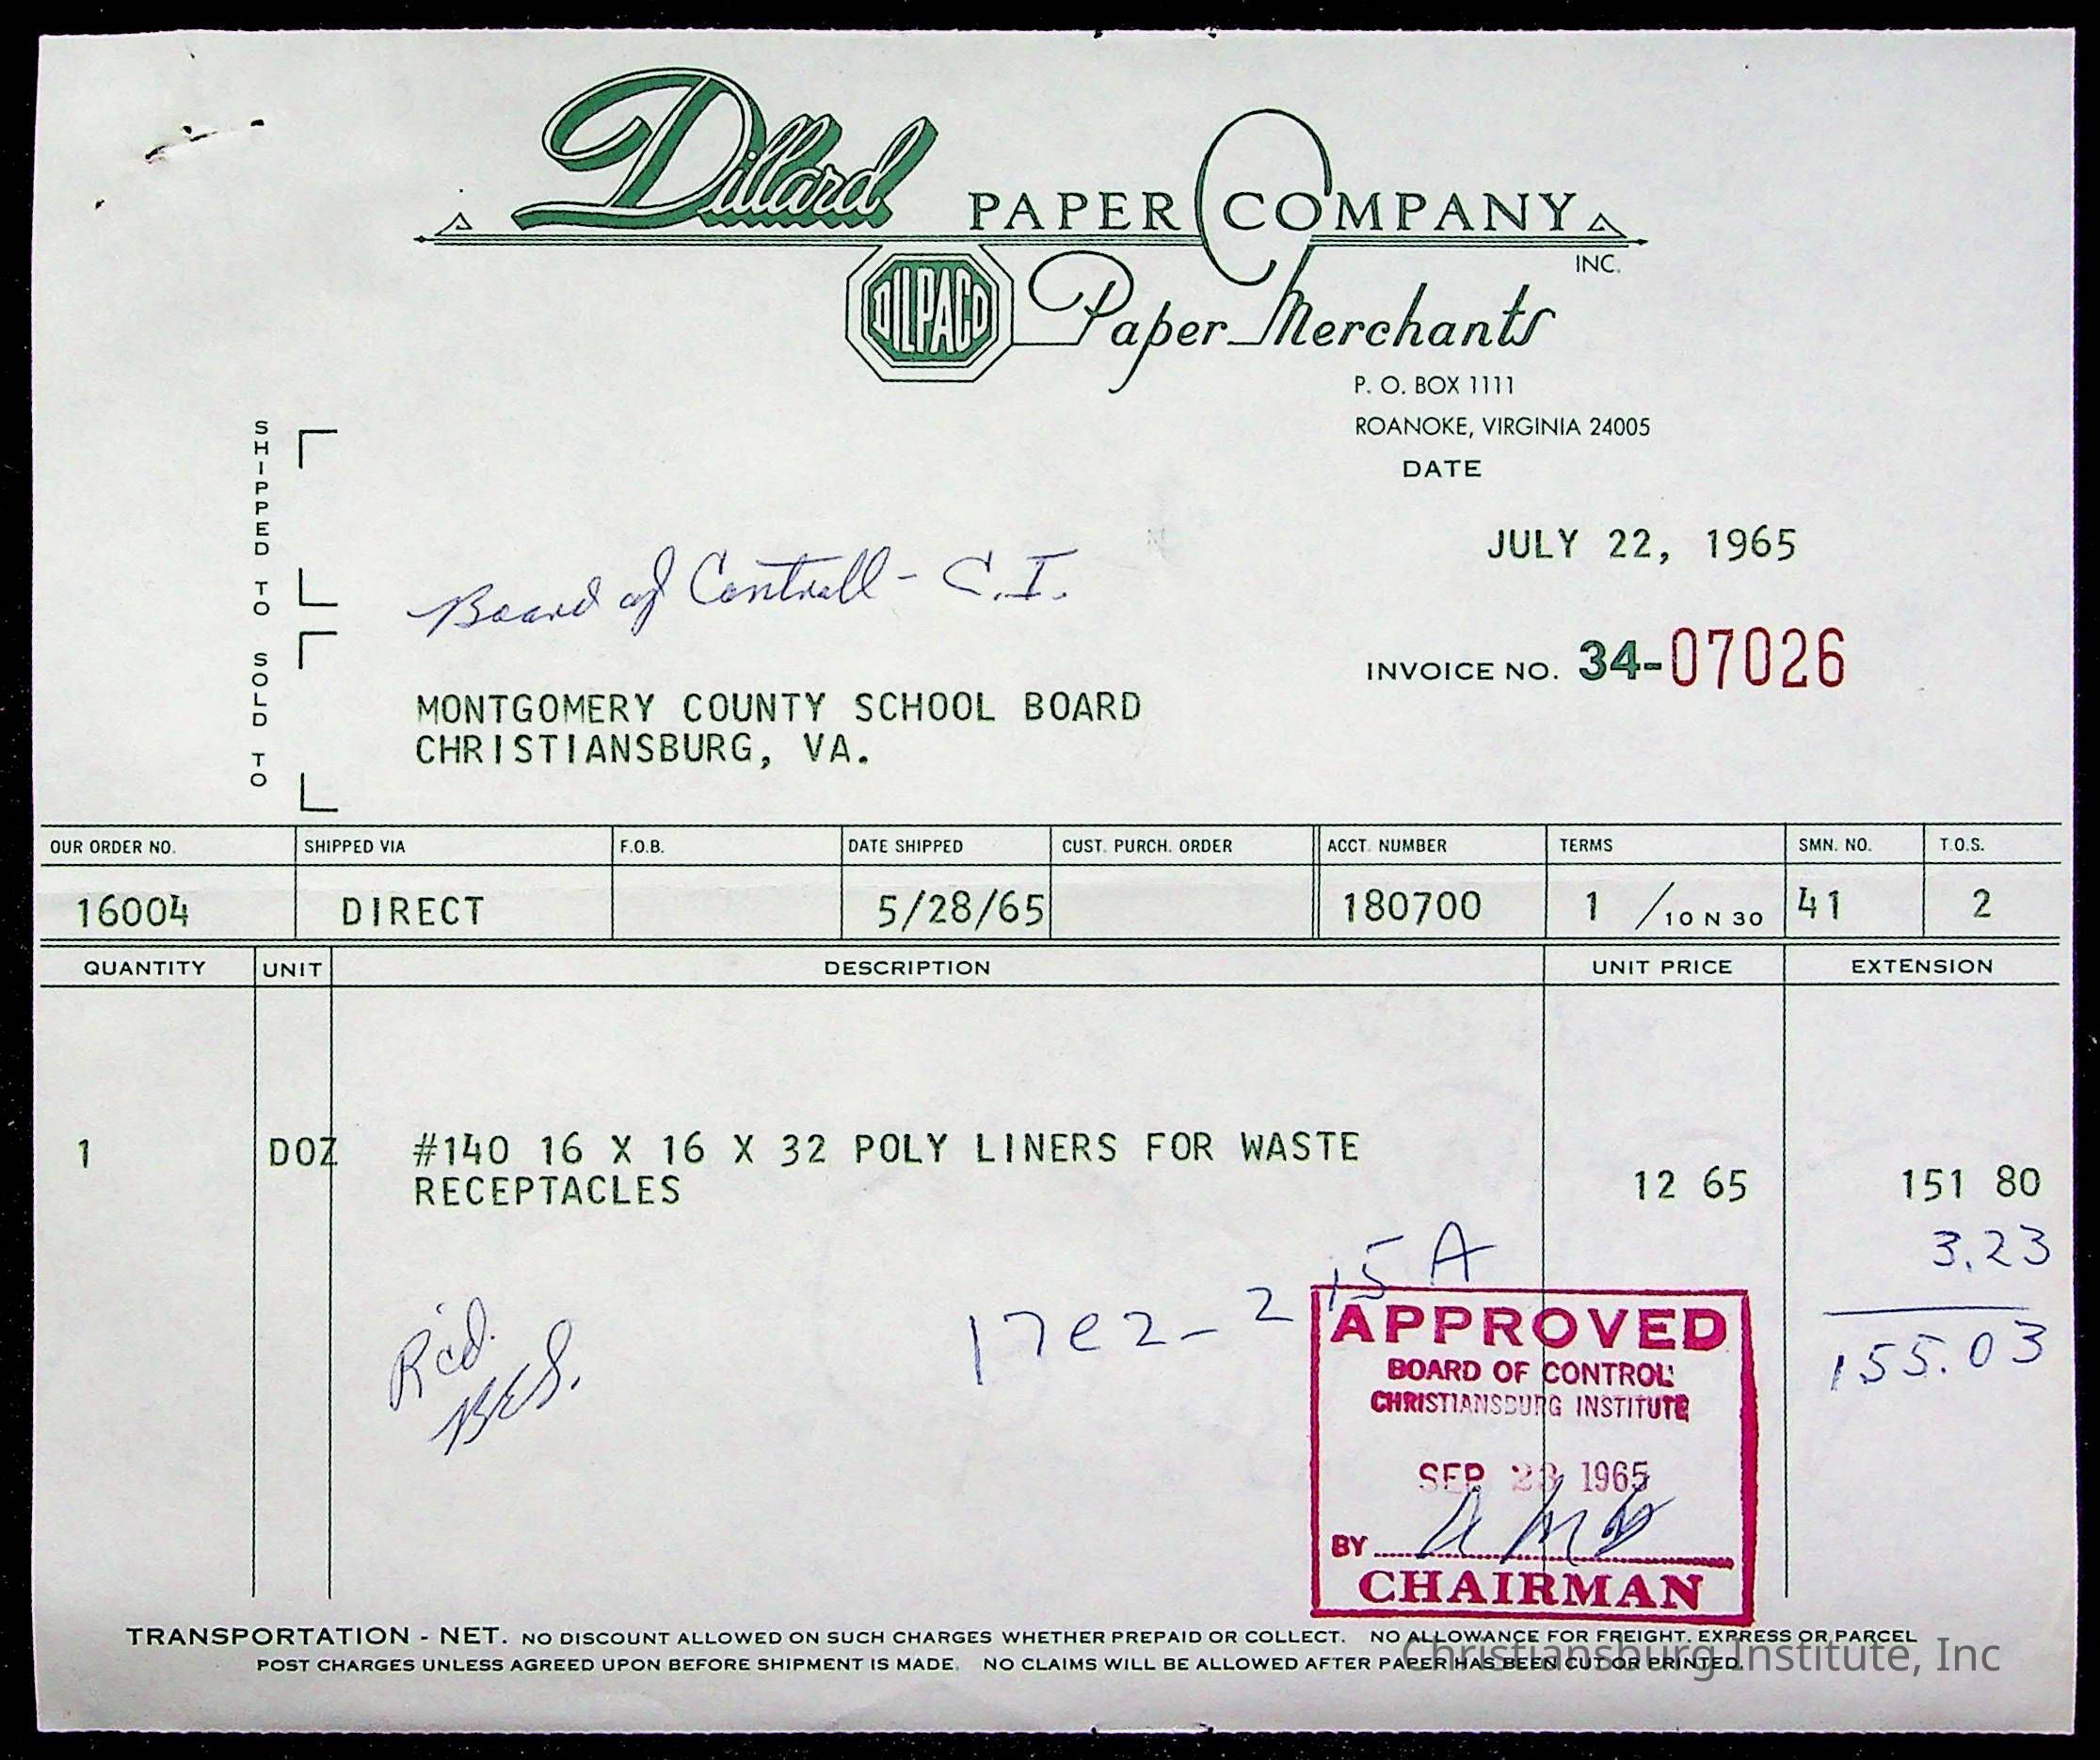 Dillard PAPER COMPANY
INC.
DILPACO Paper Merchants
P. O. BOX 1111
ROANOKE, VIRGINIA 24005
DATE
JULY 22, 1965
SHIPPED TO
Board of Controll - C.I.
INVOICE NO. 34-07026
SOLD TO
MONTGOMERY COUNTY SCHOOL BOARD
CHRISTIANSBURG, VA.
OUR ORDER NO. SHIPPED VIA F.O.B. DATE SHIPPED CUST. PURCH. ORDER ACCT. NUMBER TERMS SMN. NO. T.O.S.
16004 DIRECT 5/28/65 180700 1 /10 N 30 41 2
QUANTITY UNIT DESCRIPTION UNIT PRICE EXTENSION
1 DOZ #140 16 X 16 X 32 POLY LINERS FOR WASTE
RECEPTACLES 12 65 151 80
3.23
155.03
17e2-215A
Rcd.
APPROVED
BOARD OF CONTROL
CHRISTIANSBURG INSTITUTE
SEP 23 1965
BY
CHAIRMAN
TRANSPORTATION - NET. NO DISCOUNT ALLOWED ON SUCH CHARGES WHETHER PREPAID OR COLLECT. NO ALLOWANCE FOR FREIGHT, EXPRESS OR PARCEL
POST CHARGES UNLESS AGREED UPON BEFORE SHIPMENT IS MADE. NO CLAIMS WILL BE ALLOWED AFTER PAPER HAS BEEN CUT OR PRINTED.
Christiansburg Institute, Inc